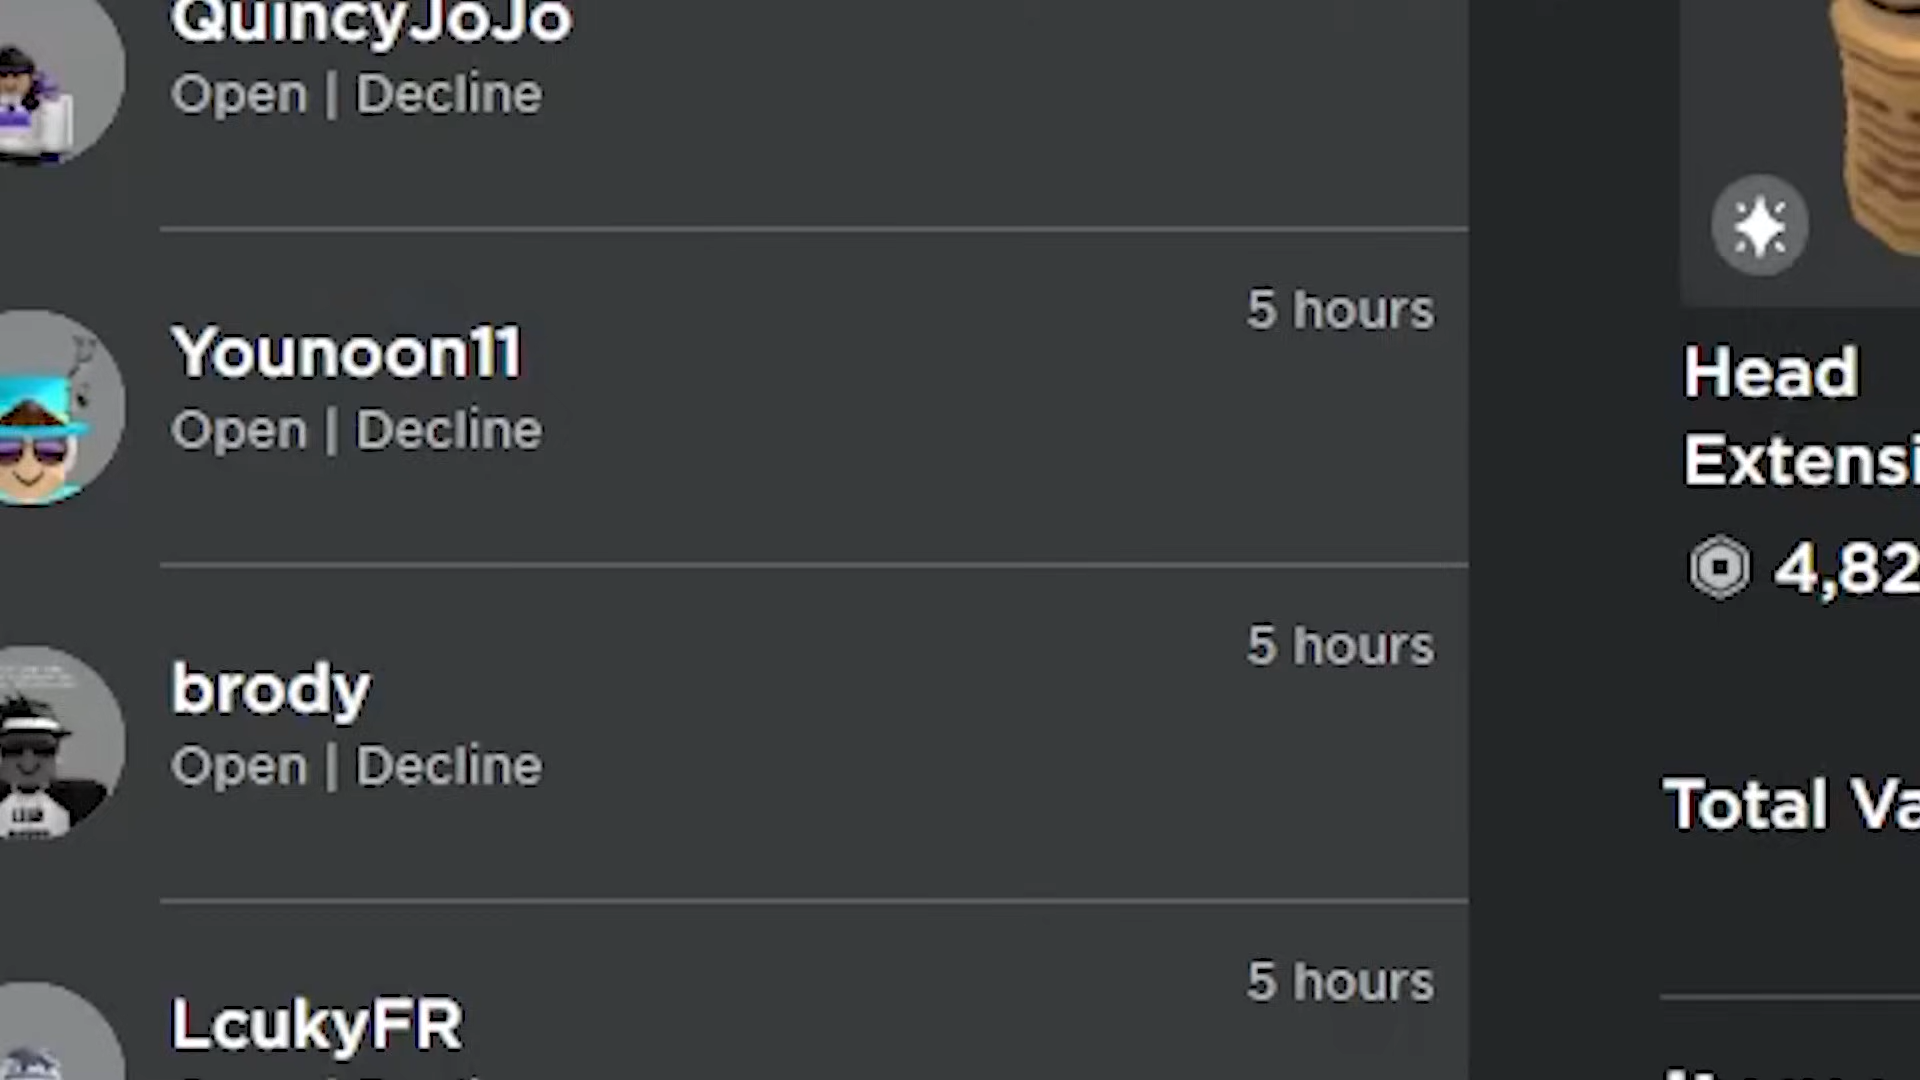 QuincyJoJo
Open | Decline
5 hours
Younoon11
Open | Decline
5 hours
brody
Open | Decline
5 hours
LcukyFR
Head
Extensi
4,82
Total Va